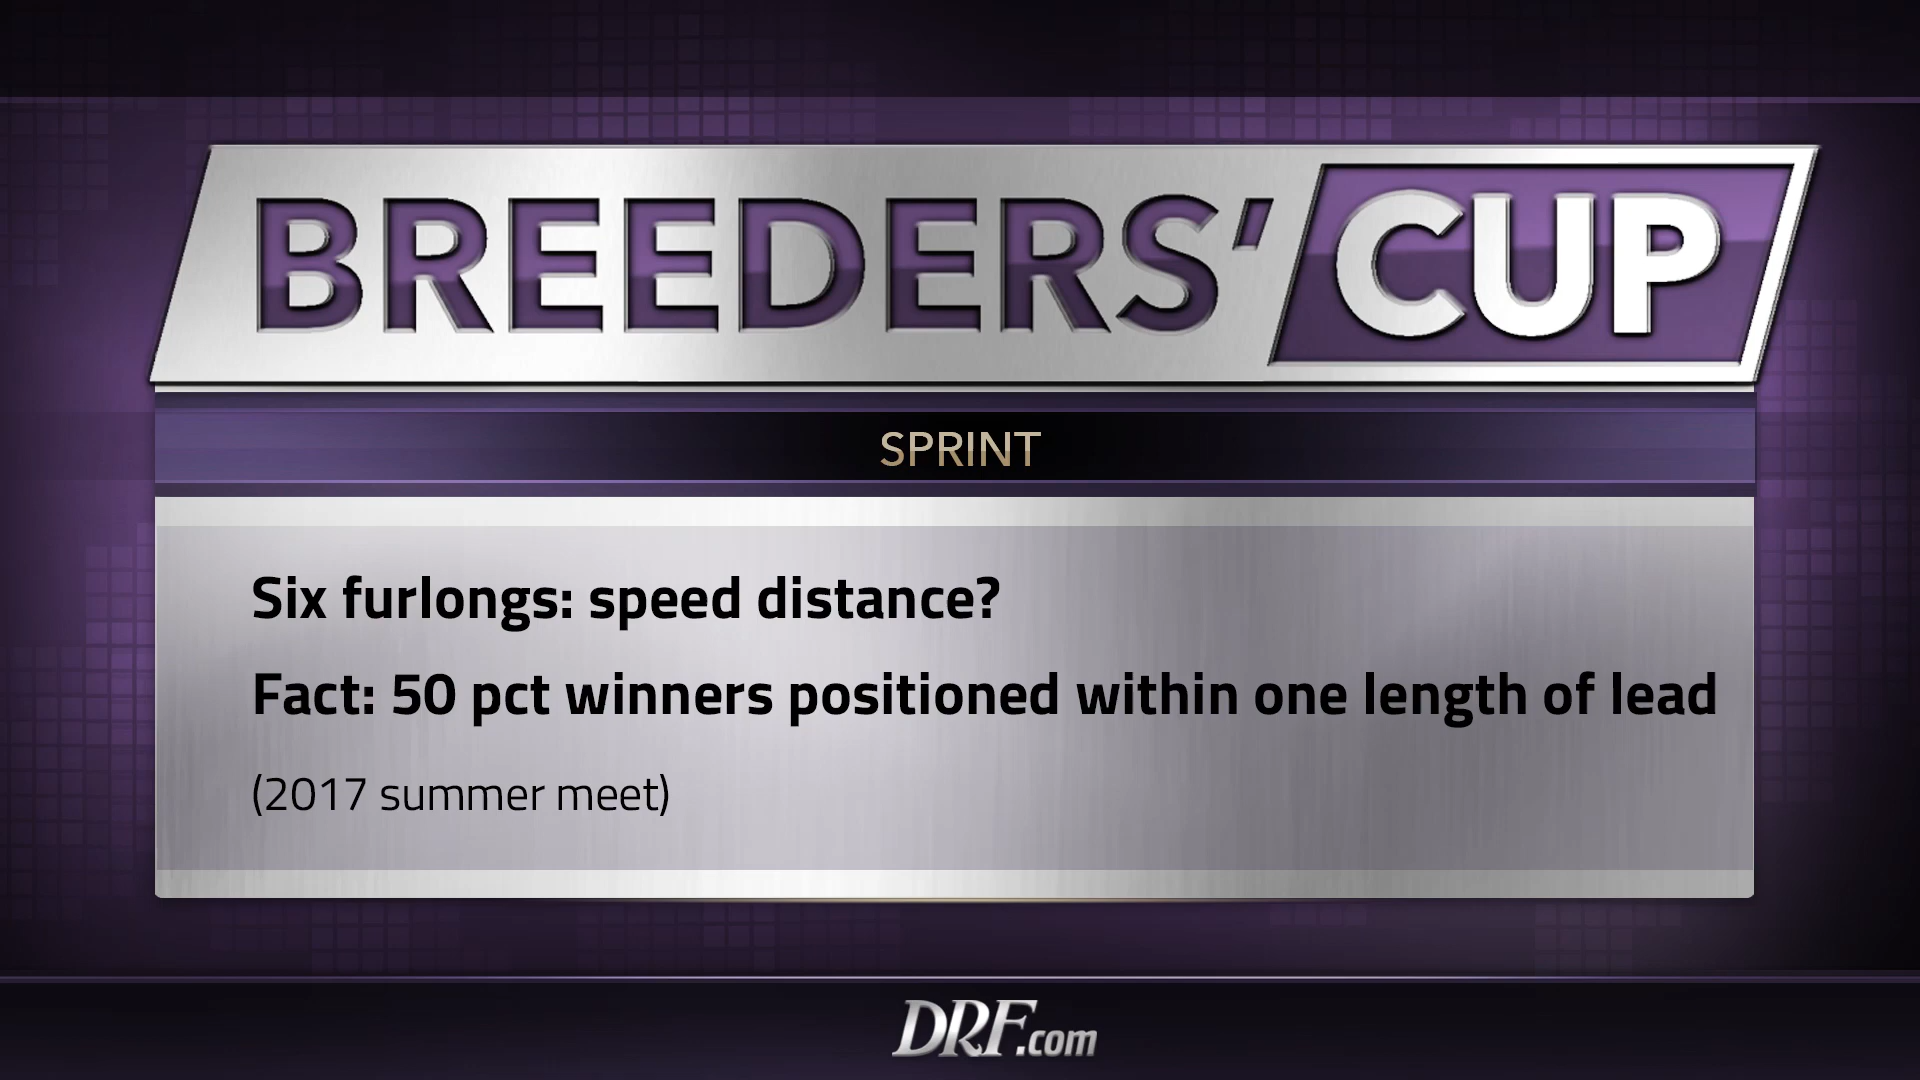 BREEDERS' CUP
SPRINT
Six furlongs: speed distance?
Fact: 50 pct winners positioned within one length of lead
(2017 summer meet)
DRF.com